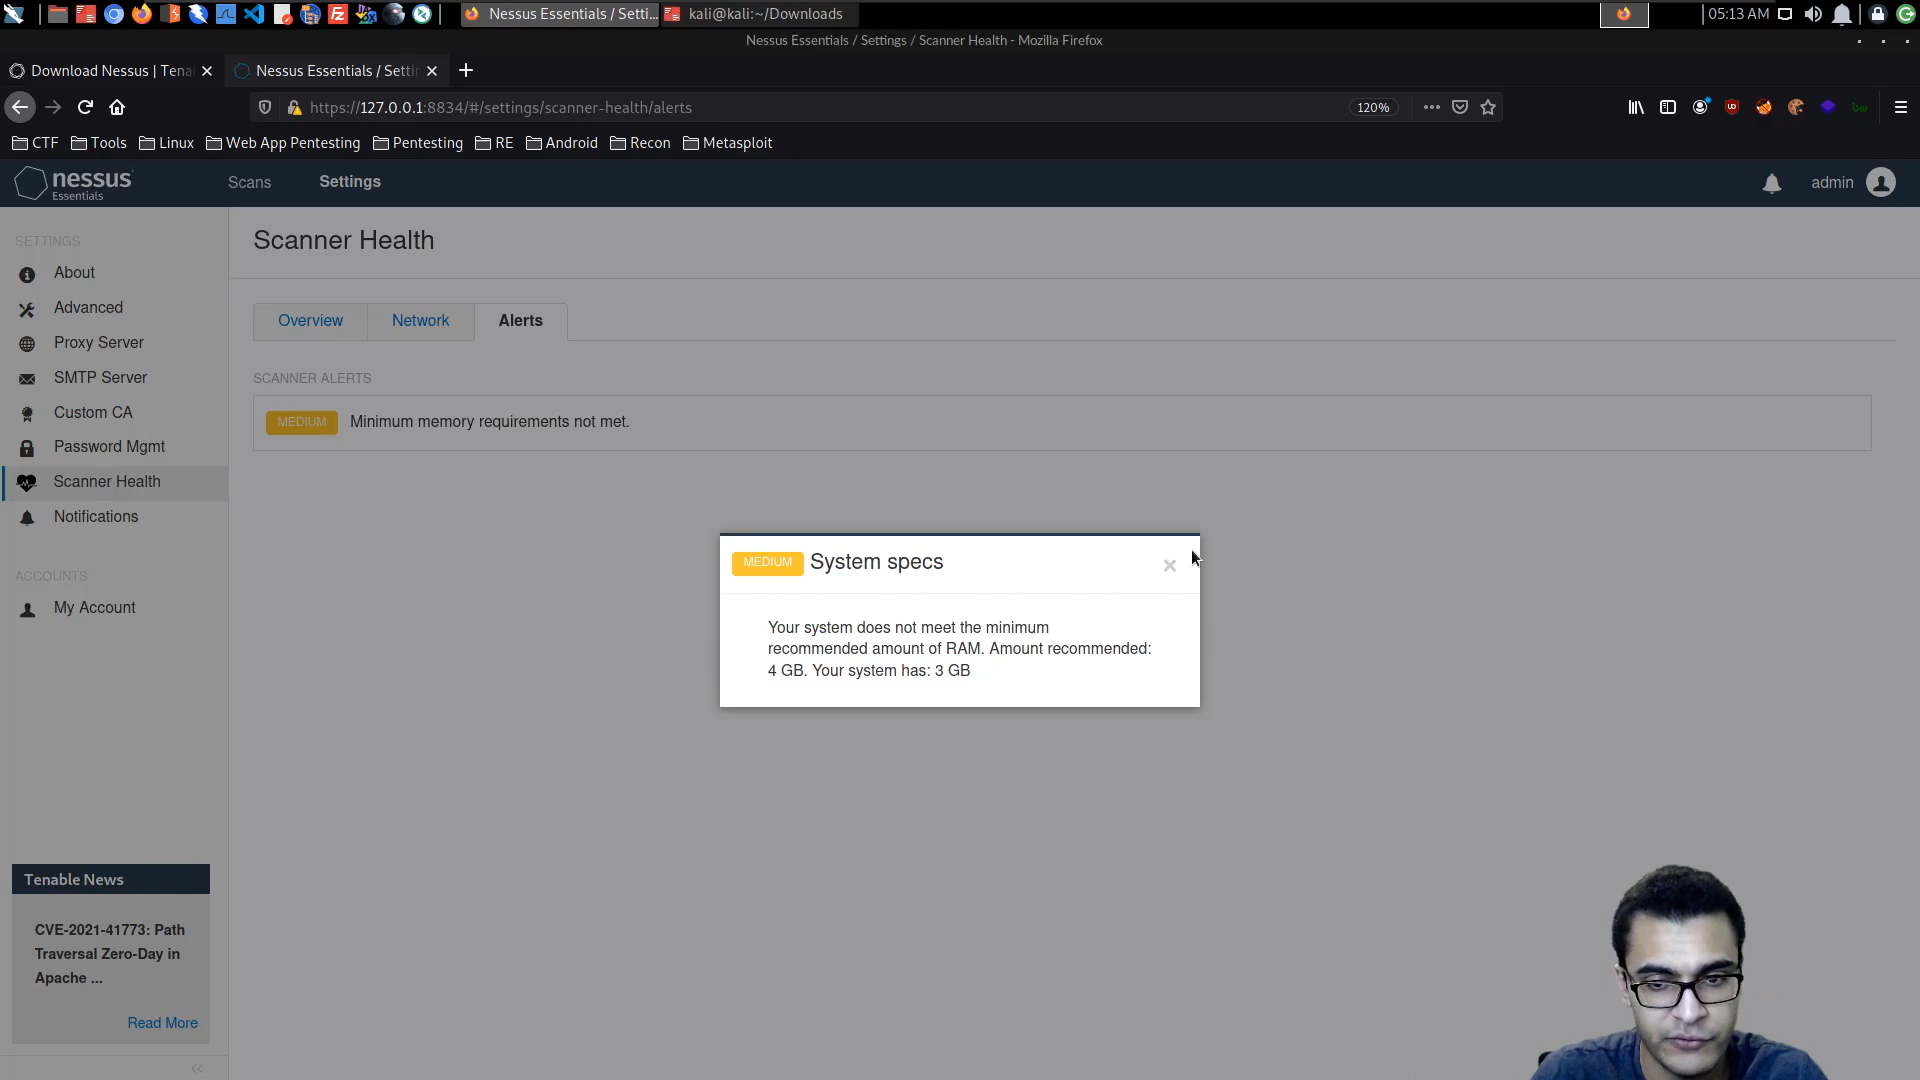 Nessus Essentials / Setti...
kali@kali:~/Downloads
05:13 AM
Nessus Essentials / Settings / Scanner Health - Mozilla Firefox
Download Nessus | Tena
Nessus Essentials / Setti
https://127.0.0.1:8834/#/settings/scanner-health/alerts
120%
CTF
Tools
Linux
Web App Pentesting
Pentesting
RE
Android
Recon
Metasploit
nessus
Essentials
Scans
Settings
admin
SETTINGS
About
Advanced
Proxy Server
SMTP Server
Custom CA
Password Mgmt
Scanner Health
Notifications
ACCOUNTS
My Account
Scanner Health
Overview
Network
Alerts
SCANNER ALERTS
MEDIUM Minimum memory requirements not met.
MEDIUM System specs
Your system does not meet the minimum
recommended amount of RAM. Amount recommended:
4 GB. Your system has: 3 GB
Tenable News
CVE-2021-41773: Path
Traversal Zero-Day in
Apache ...
Read More